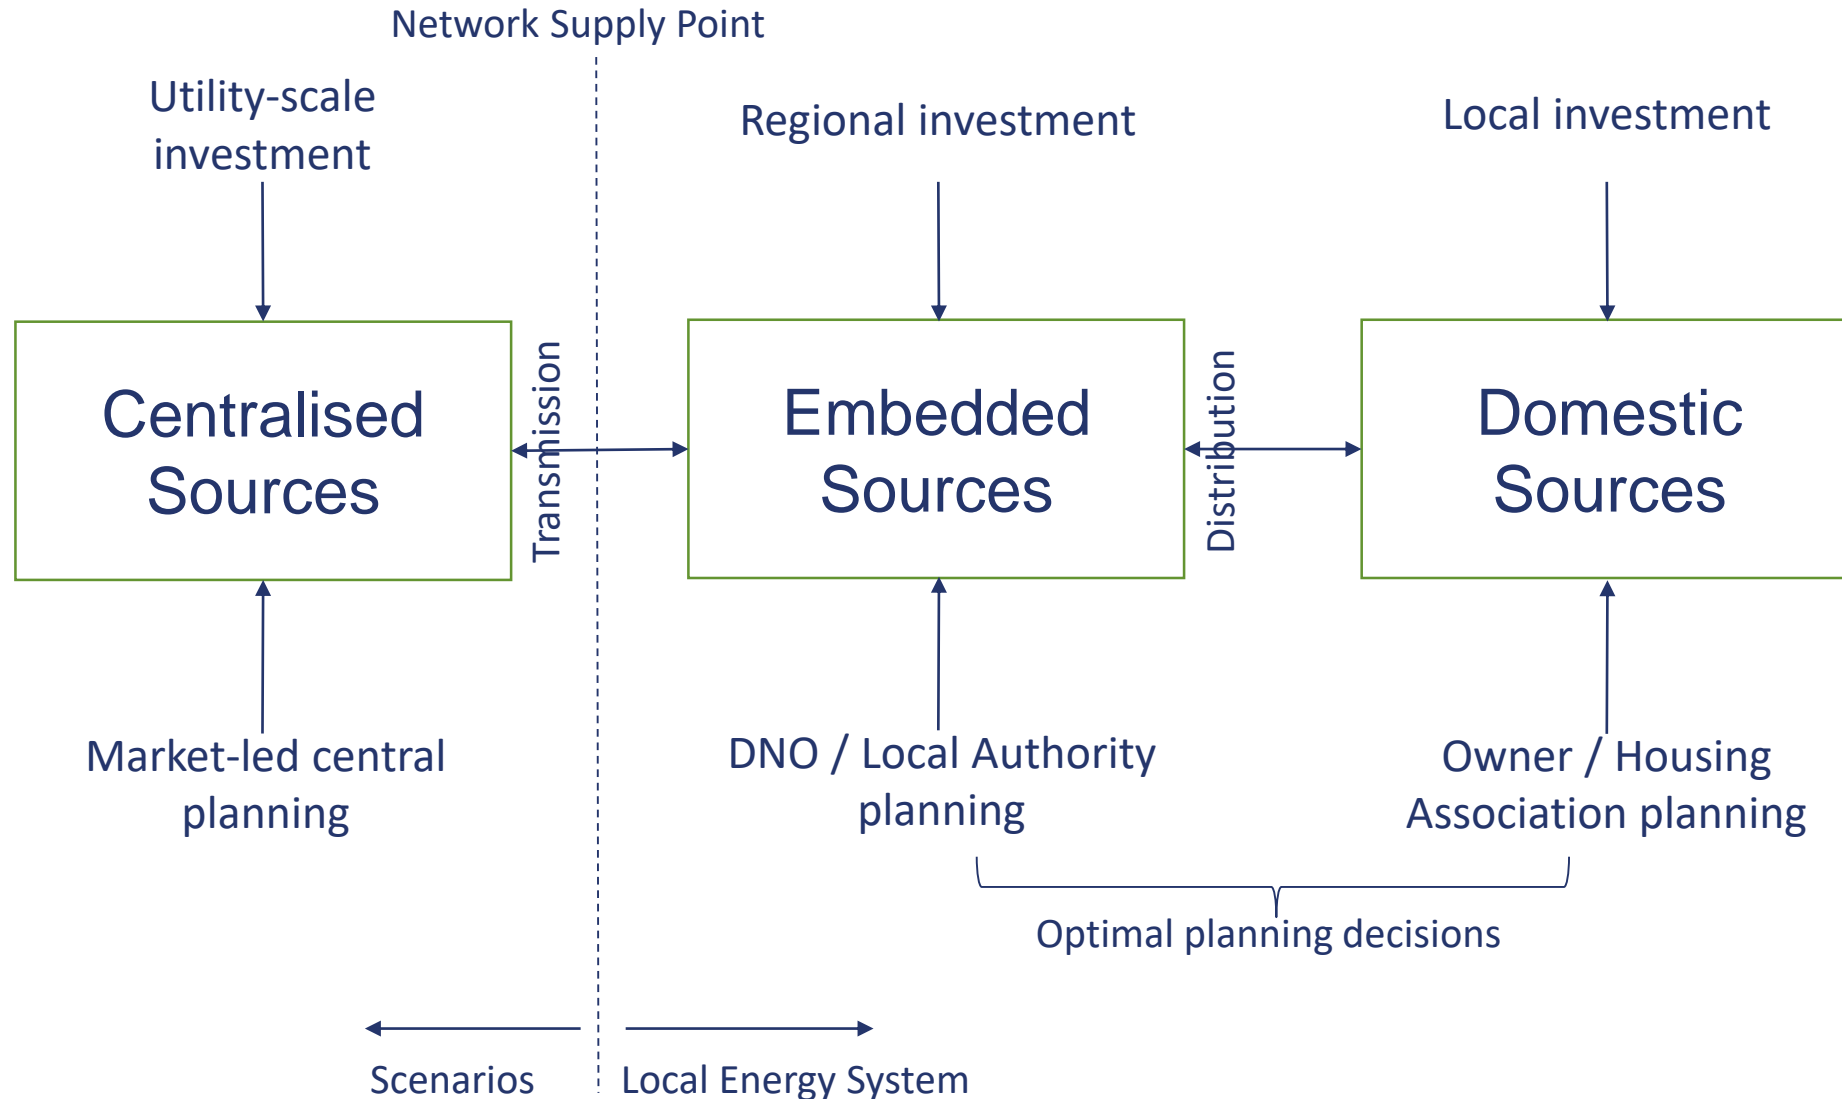 Network Supply Point
Utility-scale
investment
Regional investment
Local investment
Centralised
Sources
Transmission
Embedded
Sources
Distribution
Domestic
Sources
Market-led central
planning
DNO / Local Authority
planning
Owner / Housing
Association planning
Optimal planning decisions
Scenarios
Local Energy System